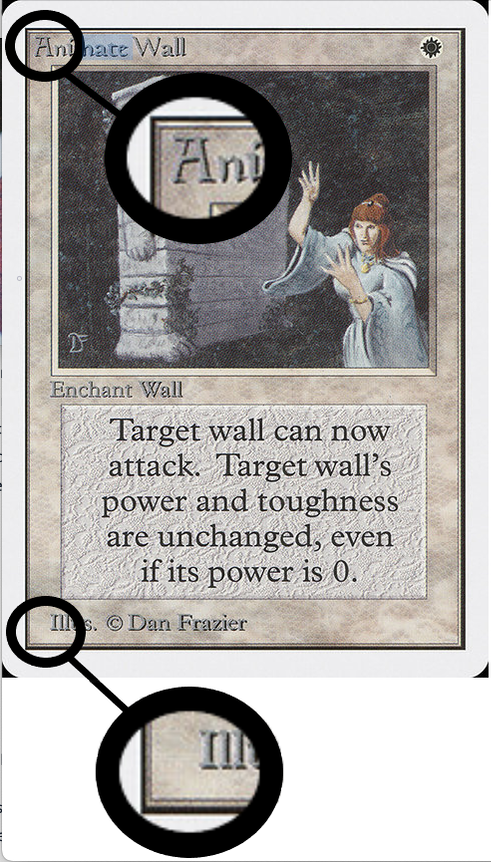 Animate Wall
Ani
DF
Enchant Wall
Target wall can now
attack. Target wall's
power and toughness
are unchanged, even
if its power is 0.
Illus. © Dan Frazier
Illu